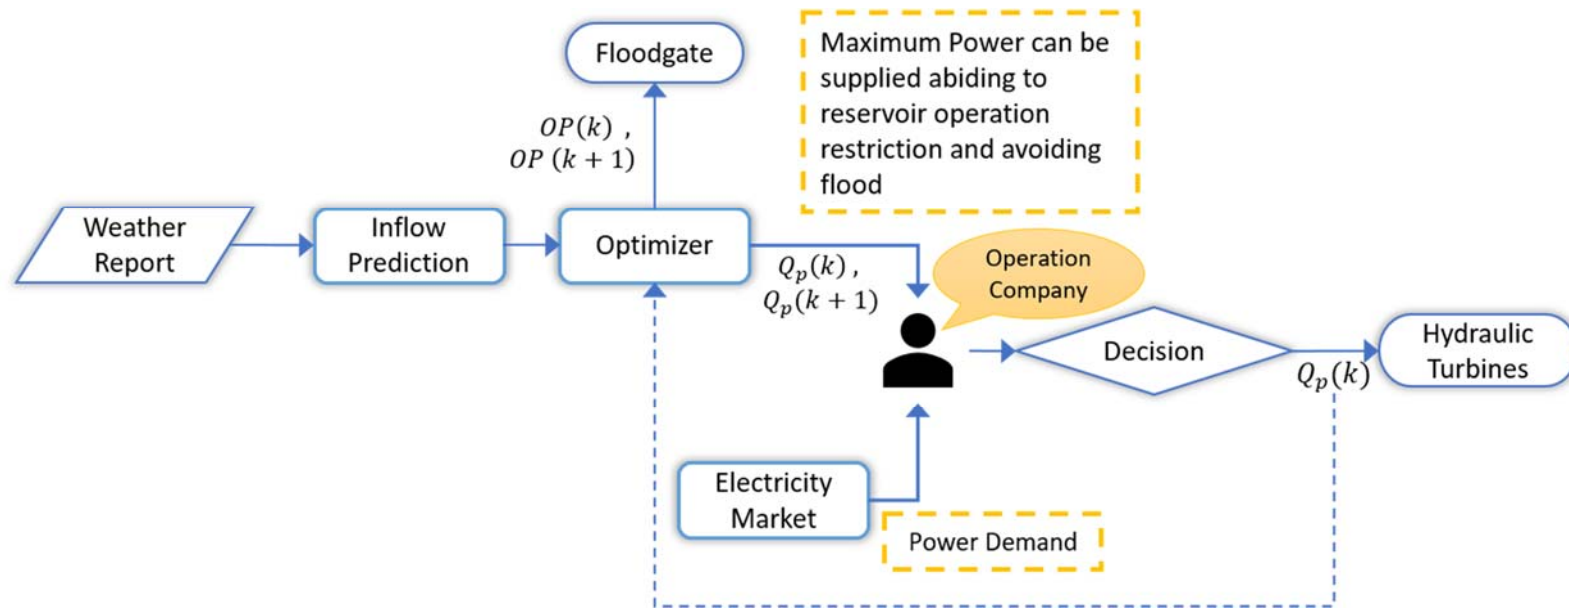 Floodgate
Maximum Power can be
supplied abiding to
reservoir operation
restriction and avoiding
flood
OP(k) ,
OP (k + 1)
Weather
Report
Inflow
Prediction
Optimizer
Q_p(k) ,
Q_p(k + 1)
Operation
Company
Decision
Q_p(k)
Hydraulic
Turbines
Electricity
Market
Power Demand